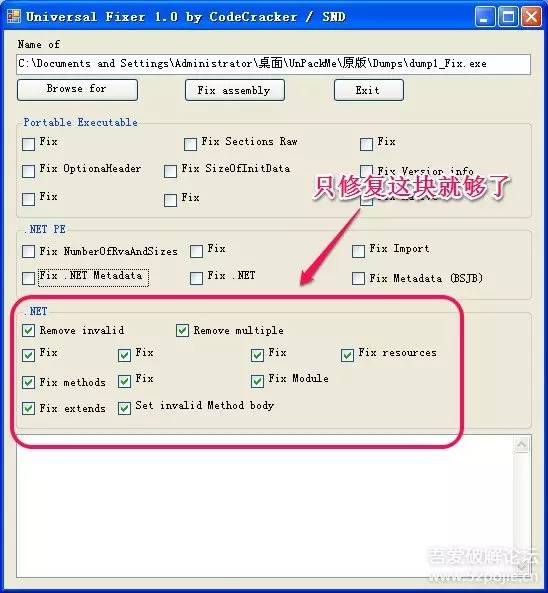 Universal Fixer 1.0 by CodeCracker / SND
Name of
C:\Documents and Settings\Administrator\桌面\UnPackMe\原版\Dumps\dump1_Fix.exe
Browse for Fix assembly Exit
Portable Executable
Fix Fix Sections Raw Fix
Fix OptionaHeader Fix SizeOfInitData Fix Version info
只修复这块就够了
Fix Fix Fix
.NET PE
Fix NumberOfRvaAndSizes Fix Fix Import
Fix .NET Metadata Fix .NET Fix Metadata (BSJB)
.NET
Remove invalid Remove multiple
Fix Fix Fix Fix resources
Fix methods Fix Fix Module
Fix extends Set invalid Method body
吾爱破解论坛
www.52pojie.cn